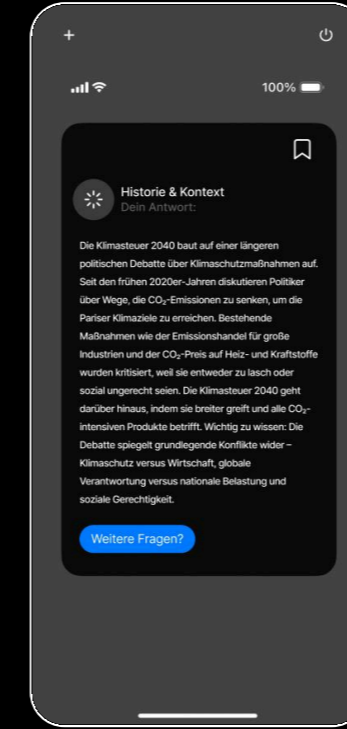 100%
Historie & Kontext
Dein Antwort:
Die Klimasteuer 2040 baut auf einer längeren
politischen Debatte über Klimaschutzmaßnahmen auf.
Seit den frühen 2020er-Jahren diskutieren Politiker
über Wege, die CO₂-Emissionen zu senken, um die
Pariser Klimaziele zu erreichen. Bestehende
Maßnahmen wie der Emissionshandel für große
Industrien und der CO₂-Preis auf Heiz- und Kraftstoffe
wurden kritisiert, weil sie entweder zu lasch oder
sozial ungerecht seien. Die Klimasteuer 2040 geht
darüber hinaus, indem sie breiter greift und alle CO₂-
intensiven Produkte betrifft. Wichtig zu wissen: Die
Debatte spiegelt grundlegende Konflikte wider –
Klimaschutz versus Wirtschaft, globale
Verantwortung versus nationale Belastung und
soziale Gerechtigkeit.
Weitere Fragen?